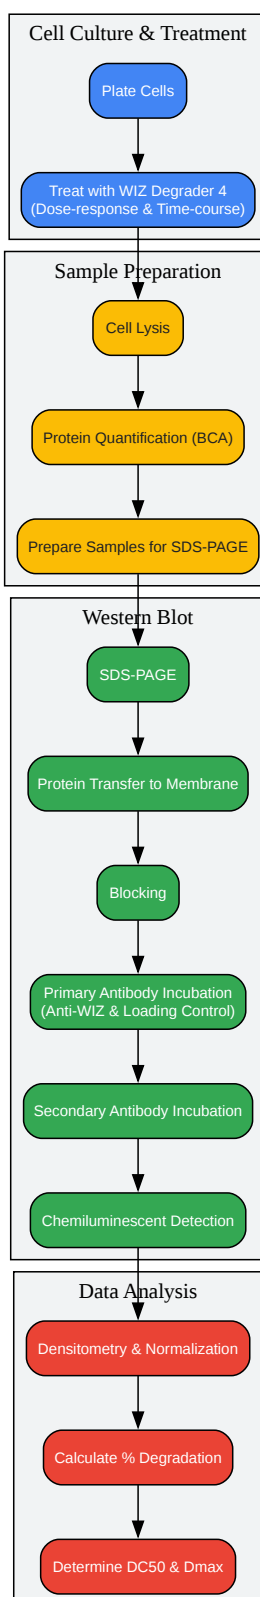 Cell Culture & Treatment
Plate Cells
Treat with WIZ Degrader 4
(Dose-response & Time-course)
Sample Preparation
Cell Lysis
Protein Quantification (BCA)
Prepare Samples for SDS-PAGE
Western Blot
SDS-PAGE
Protein Transfer to Membrane
Blocking
Primary Antibody Incubation
(Anti-WIZ & Loading Control)
Secondary Antibody Incubation
Chemiluminescent Detection
Data Analysis
Densitometry & Normalization
Calculate % Degradation
Determine DC50 & Dmax